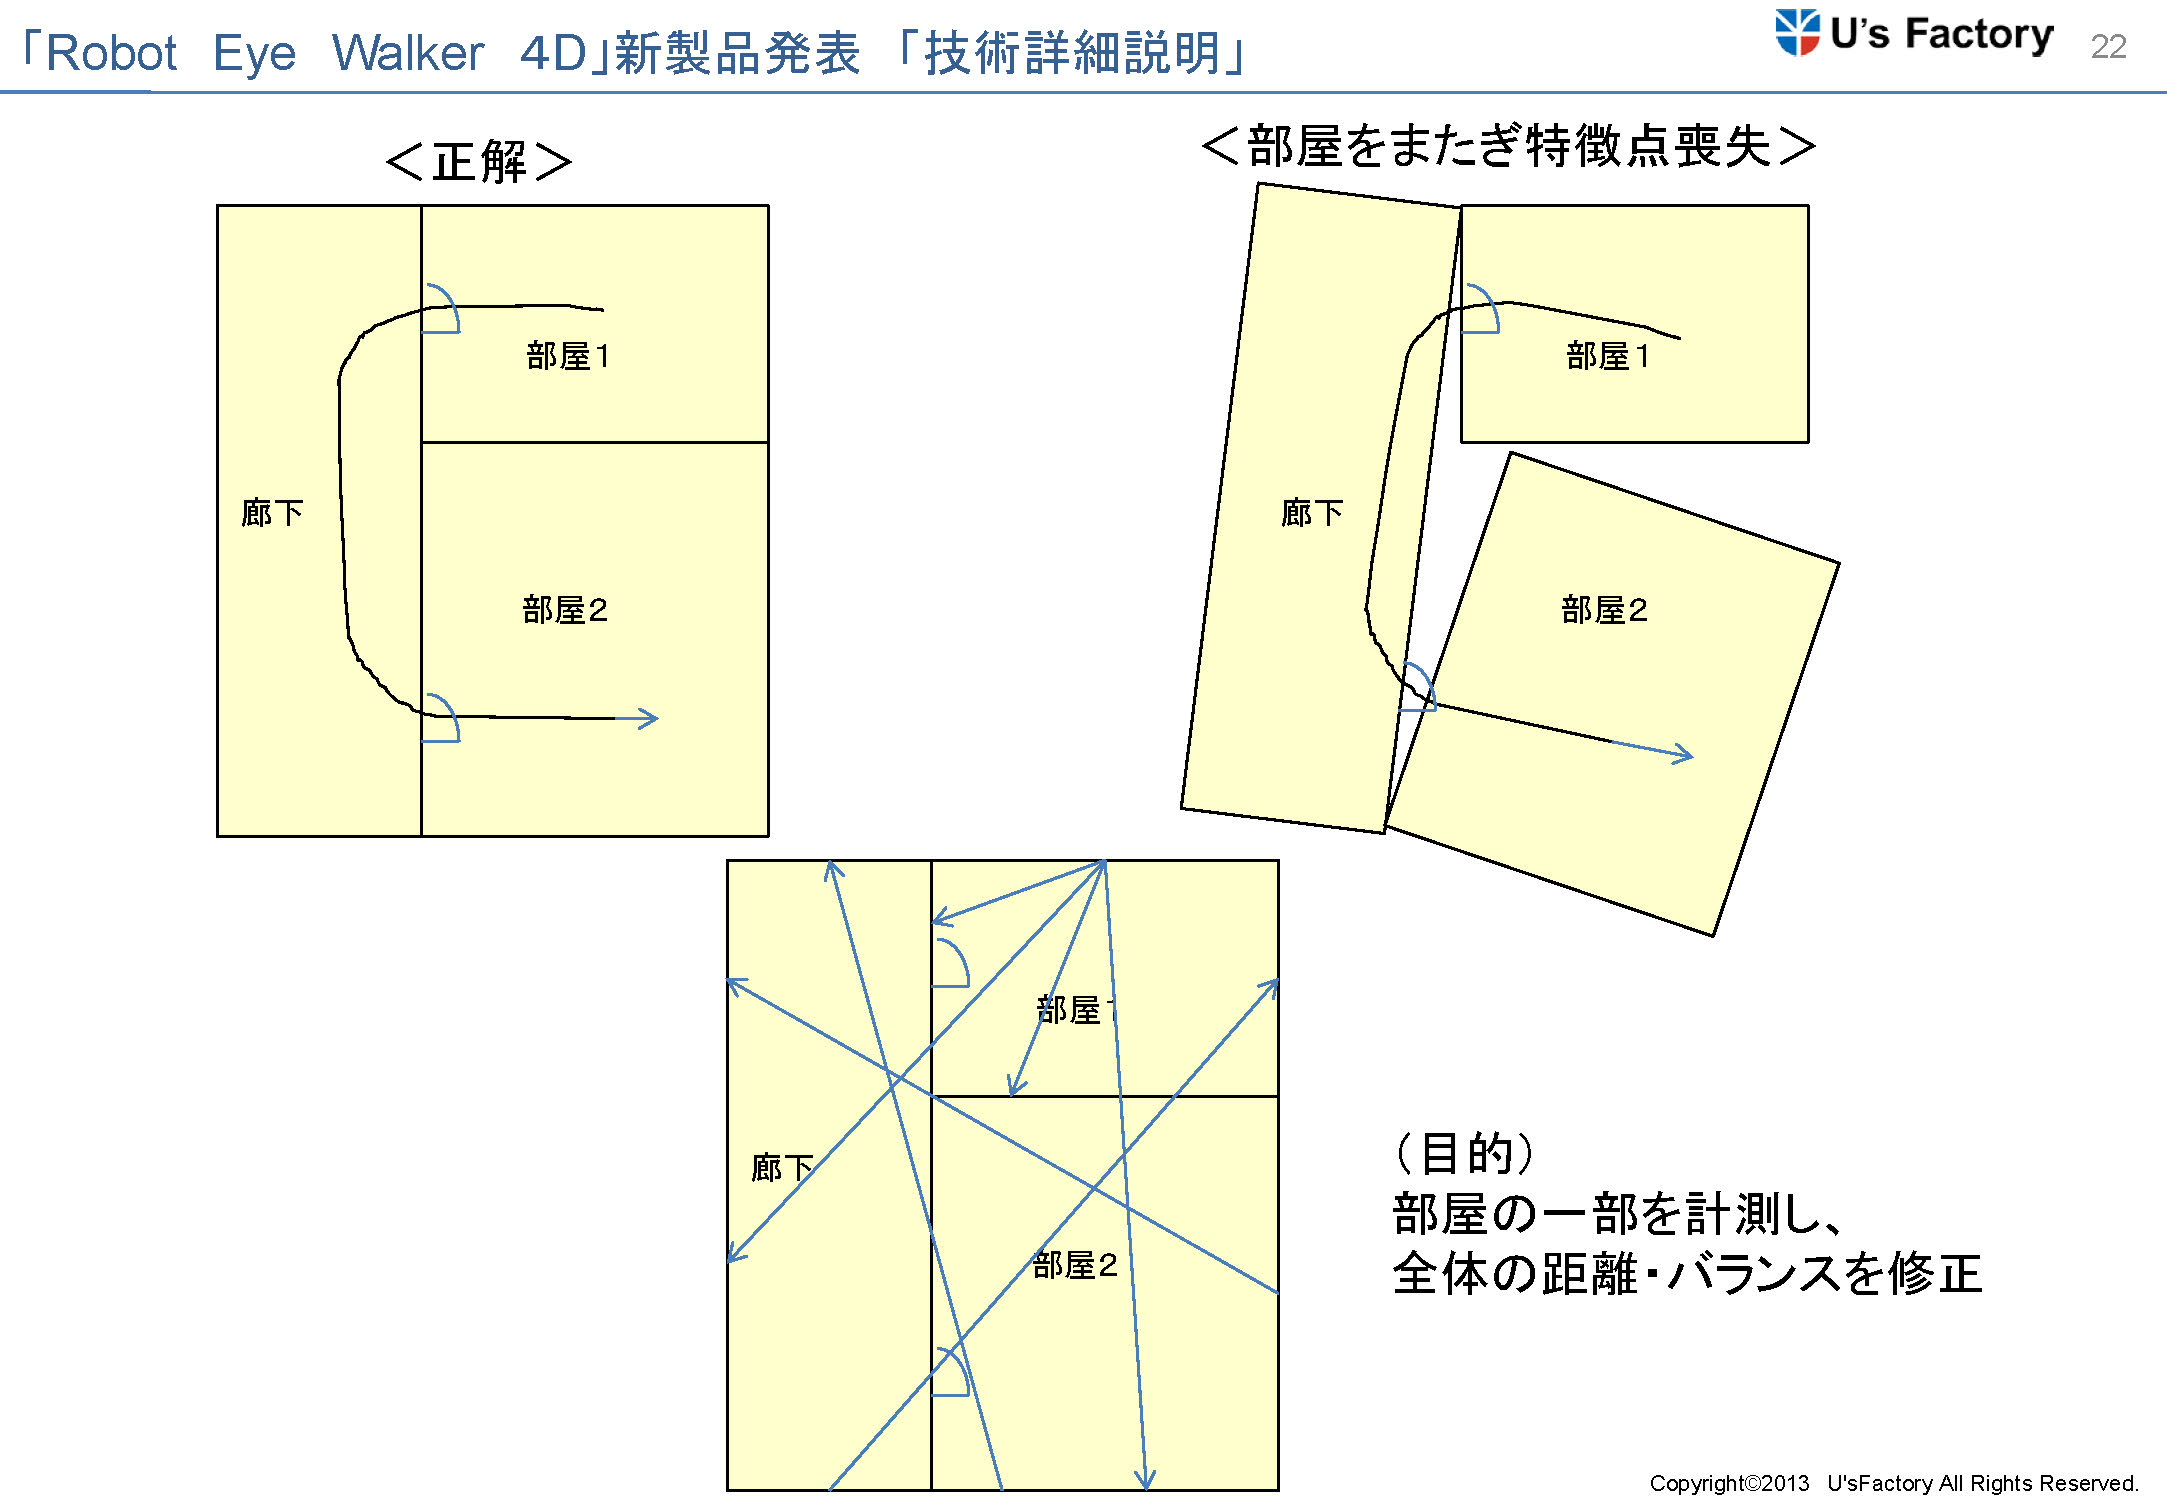 「Robot　Eye　Walker　4D」新製品発表　「技術詳細説明」
U's Factory
22
＜正解＞
部屋１
廊下
部屋２
＜部屋をまたぎ特徴点喪失＞
部屋１
廊下
部屋２
部屋１
廊下
部屋２
（目的）
部屋の一部を計測し、
全体の距離・バランスを修正
Copyright©2013　U'sFactory All Rights Reserved.